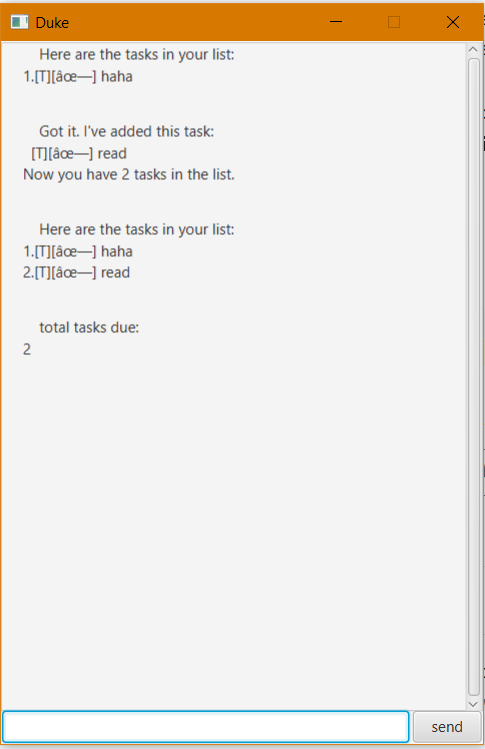 Duke
Here are the tasks in your list:
1.[T][âœ—] haha
Got it. I've added this task:
[T][âœ—] read
Now you have 2 tasks in the list.
Here are the tasks in your list:
1.[T][âœ—] haha
2.[T][âœ—] read
total tasks due:
2
send